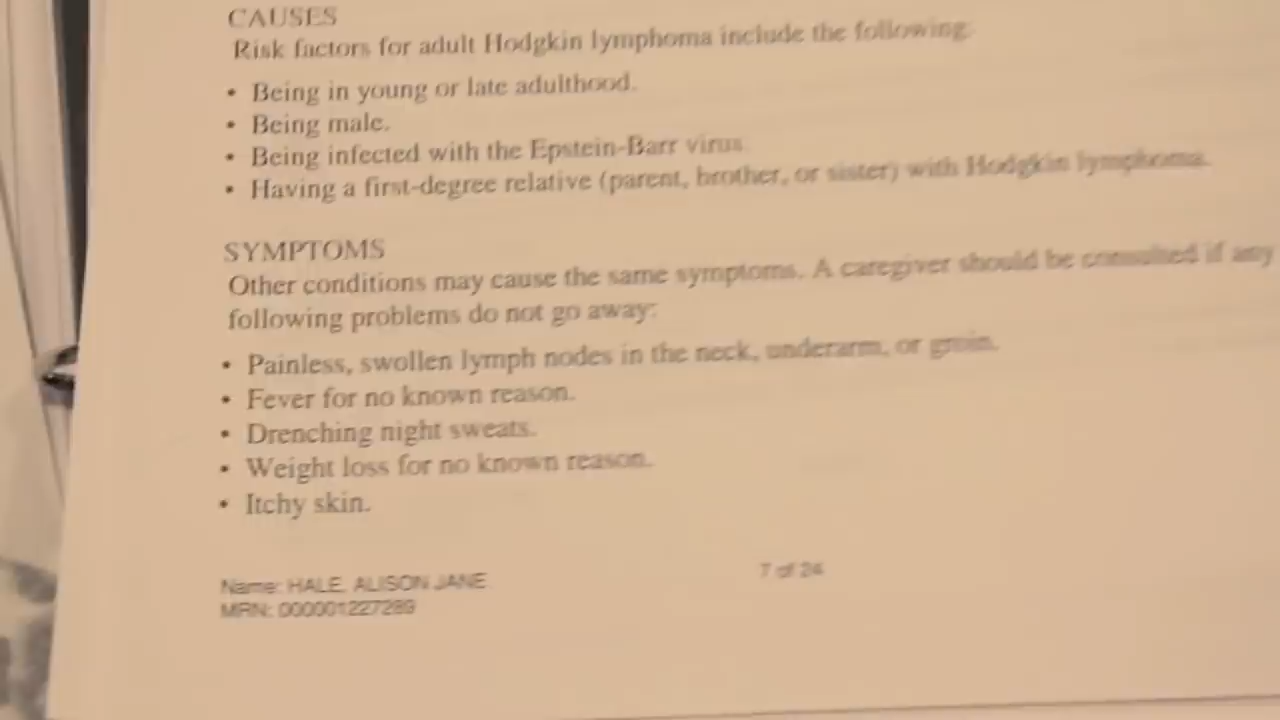 CAUSES
Risk factors for adult Hodgkin lymphoma include the following:
• Being in young or late adulthood.
• Being male.
• Being infected with the Epstein-Barr virus.
• Having a first-degree relative (parent, brother, or sister) with Hodgkin lymphoma.
SYMPTOMS
Other conditions may cause the same symptoms. A caregiver should be consulted if any
following problems do not go away:
• Painless, swollen lymph nodes in the neck, underarm, or groin.
• Fever for no known reason.
• Drenching night sweats.
• Weight loss for no known reason.
• Itchy skin.
Name: HALE, ALISON JANE
7 of 24
MRN: 000001227289